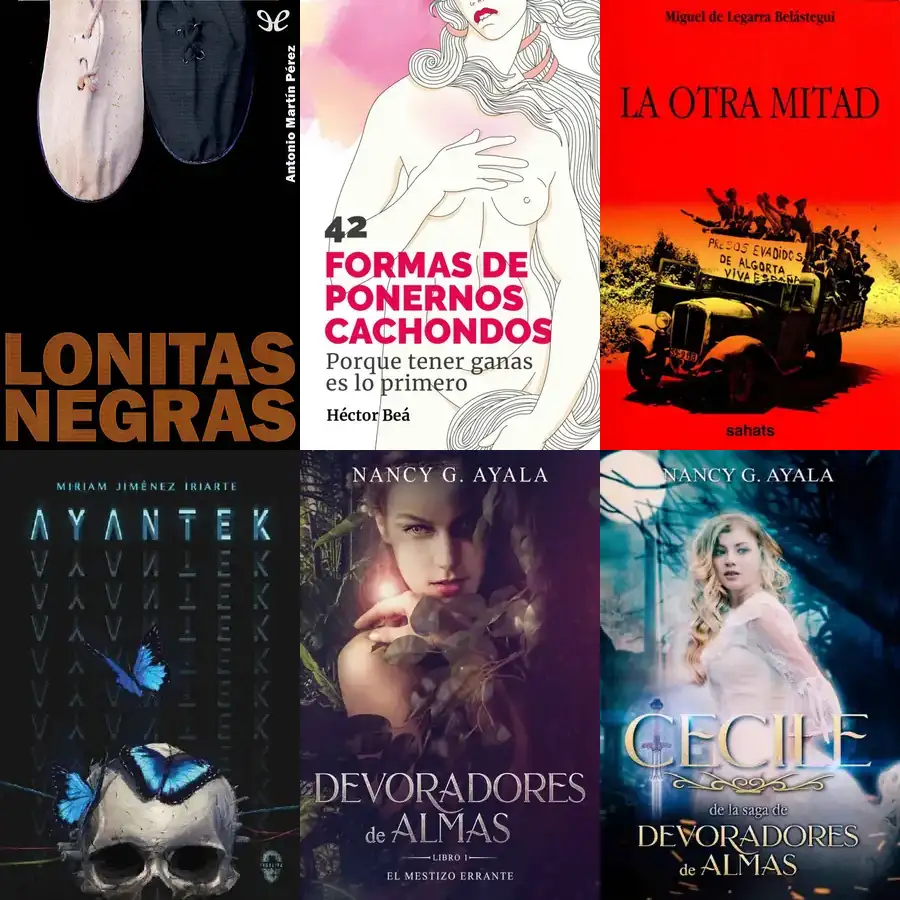 Antonio Martín Pérez
LONITAS
NEGRAS
42
FORMAS DE
PONERNOS
CACHONDOS
Porque tener ganas
es lo primero
Héctor Beá
Miguel de Legarra Belástegui
LA OTRA MITAD
PRESOS EVADIDOS
DE ALGORTA
VIVA ESPAÑA
sahats
MIRIAM JIMÉNEZ IRIARTE
AYANTEK
NANCY G. AYALA
DEVORADORES
de ALMAS
LIBRO 1
EL MESTIZO ERRANTE
NANCY G. AYALA
CECILE
de la saga de
DEVORADORES
de ALMAS